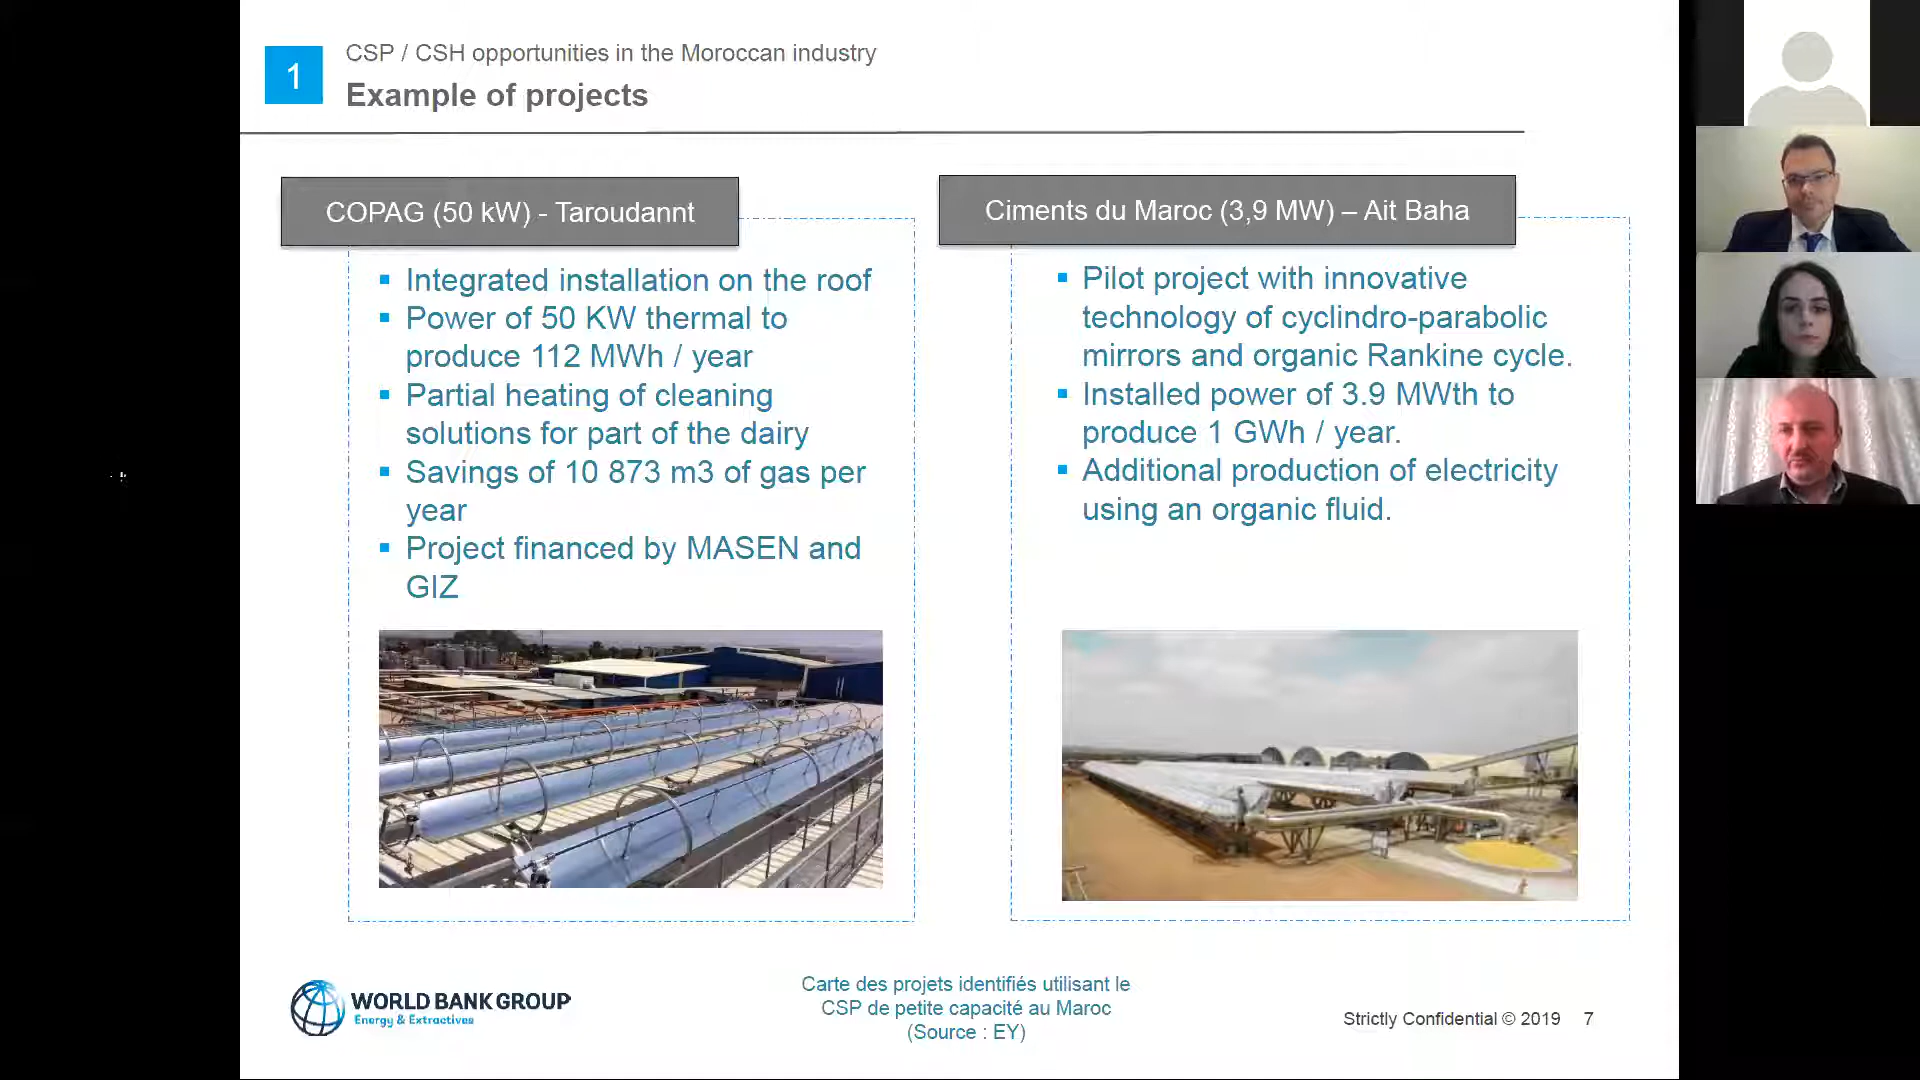 1
CSP / CSH opportunities in the Moroccan industry
Example of projects
COPAG (50 kW) - Taroudannt
▪ Integrated installation on the roof
▪ Power of 50 KW thermal to
produce 112 MWh / year
▪ Partial heating of cleaning
solutions for part of the dairy
▪ Savings of 10 873 m3 of gas per
year
▪ Project financed by MASEN and
GIZ
Ciments du Maroc (3,9 MW) – Ait Baha
▪ Pilot project with innovative
technology of cyclindro-parabolic
mirrors and organic Rankine cycle.
▪ Installed power of 3.9 MWth to
produce 1 GWh / year.
▪ Additional production of electricity
using an organic fluid.
WORLD BANK GROUP
Energy & Extractives
Carte des projets identifiés utilisant le
CSP de petite capacité au Maroc
(Source : EY)
Strictly Confidential © 2019 7